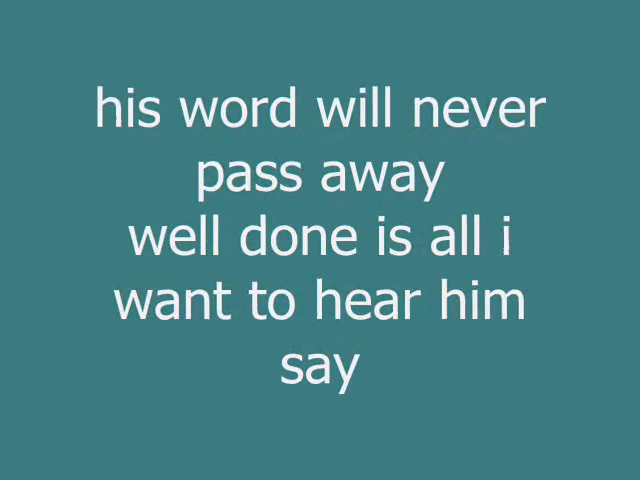 his word will never
pass away
well done is all i
want to hear him
say